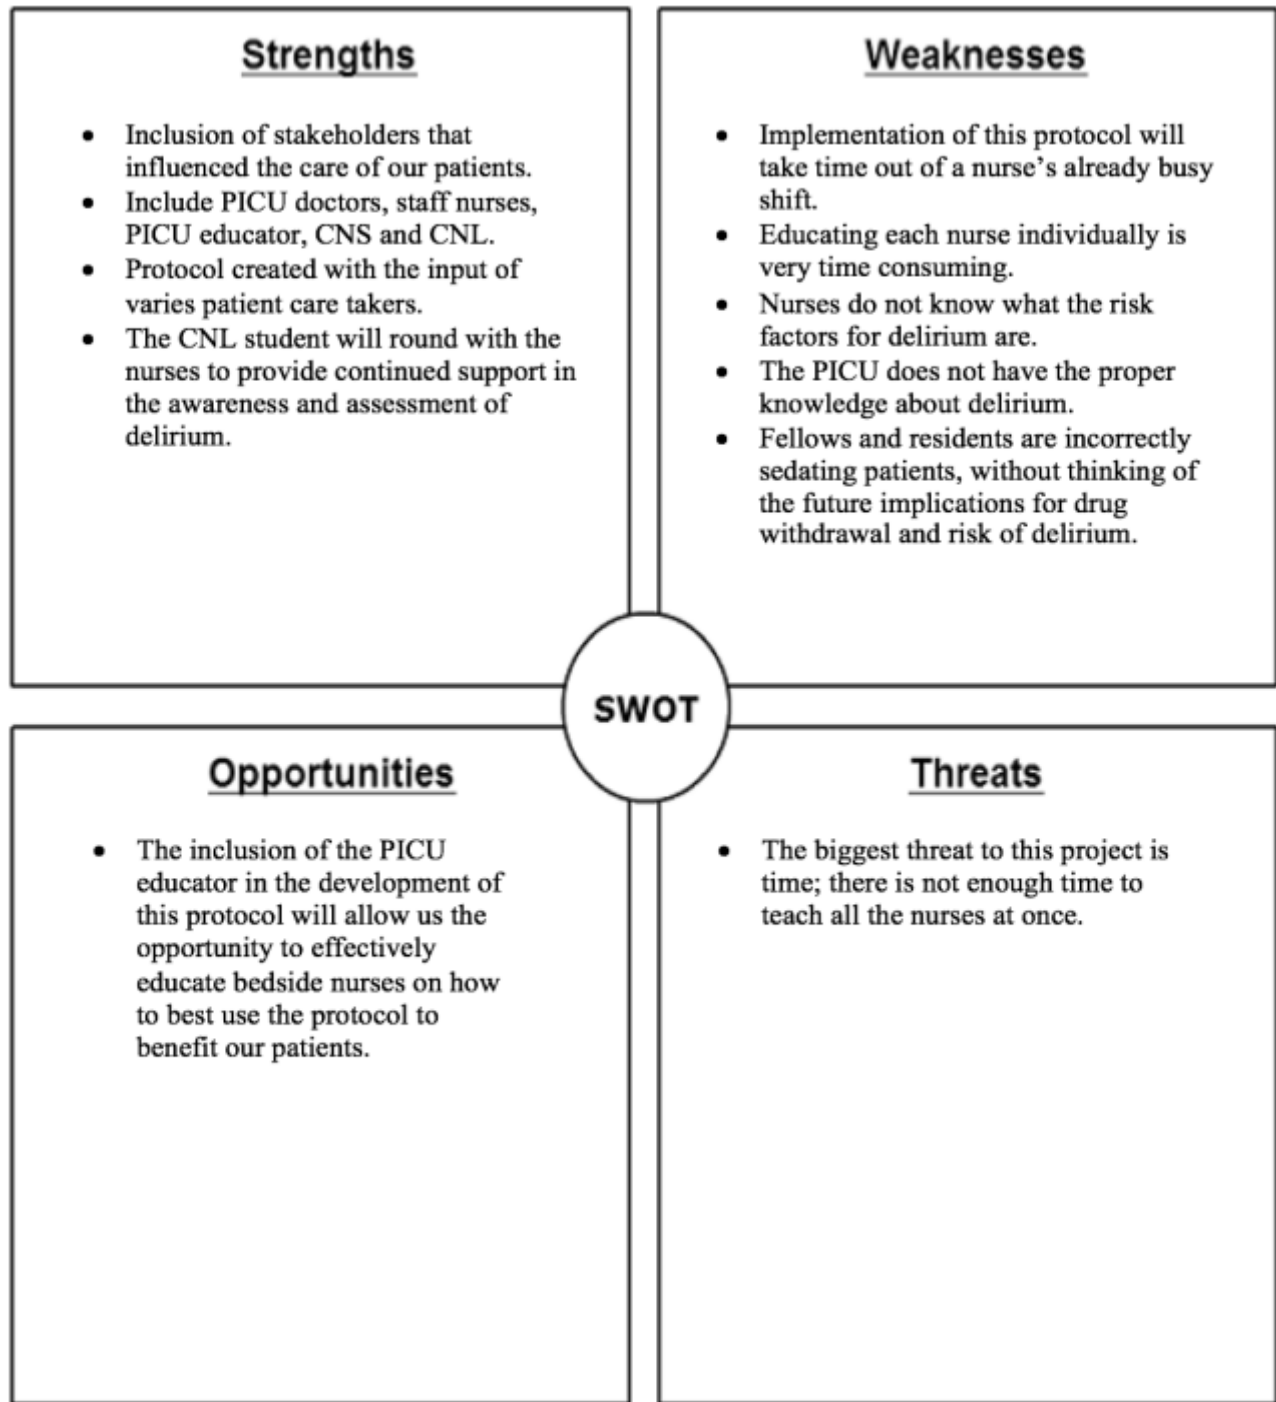 Strengths
• Inclusion of stakeholders that
influenced the care of our patients.
• Include PICU doctors, staff nurses,
PICU educator, CNS and CNL.
• Protocol created with the input of
varies patient care takers.
• The CNL student will round with the
nurses to provide continued support in
the awareness and assessment of
delirium.
Weaknesses
• Implementation of this protocol will
take time out of a nurse’s already busy
shift.
• Educating each nurse individually is
very time consuming.
• Nurses do not know what the risk
factors for delirium are.
• The PICU does not have the proper
knowledge about delirium.
• Fellows and residents are incorrectly
sedating patients, without thinking of
the future implications for drug
withdrawal and risk of delirium.
SWOT
Opportunities
• The inclusion of the PICU
educator in the development of
this protocol will allow us the
opportunity to effectively
educate bedside nurses on how
to best use the protocol to
benefit our patients.
Threats
• The biggest threat to this project is
time; there is not enough time to
teach all the nurses at once.